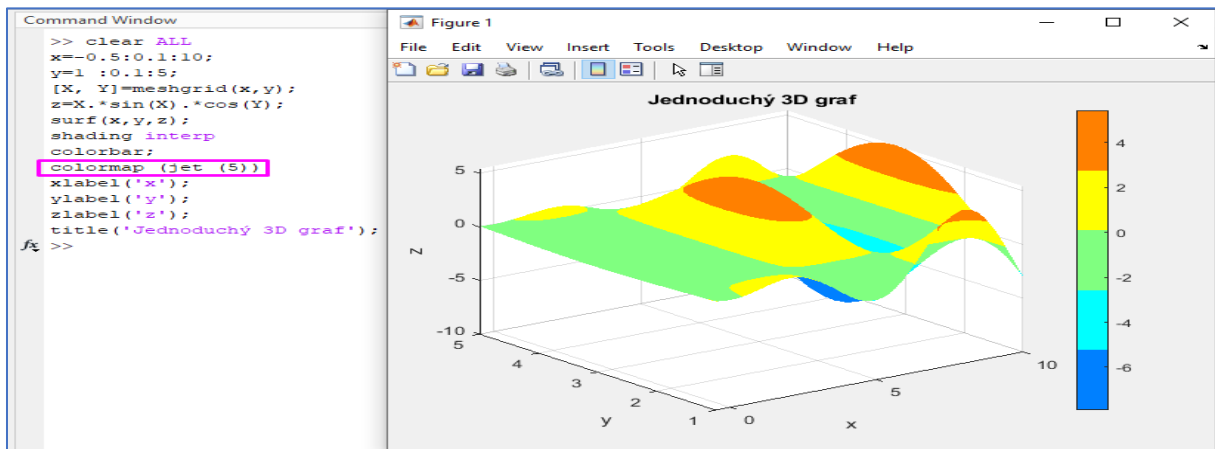 Command Window
>> clear ALL
x=-0.5:0.1:10;
y=1 :0.1:5;
[X, Y]=meshgrid(x,y);
z=X.*sin(X).*cos(Y);
surf(x,y,z);
shading interp
colorbar;
colormap (jet (5))
xlabel('x');
ylabel('y');
zlabel('z');
title('Jednoduchý 3D graf');
fx >>
Figure 1
File Edit View Insert Tools Desktop Window Help
Jednoduchý 3D graf
5
0
-5
-10
z
5
4
3
2
1
y
0
5
10
x
4
2
0
-2
-4
-6